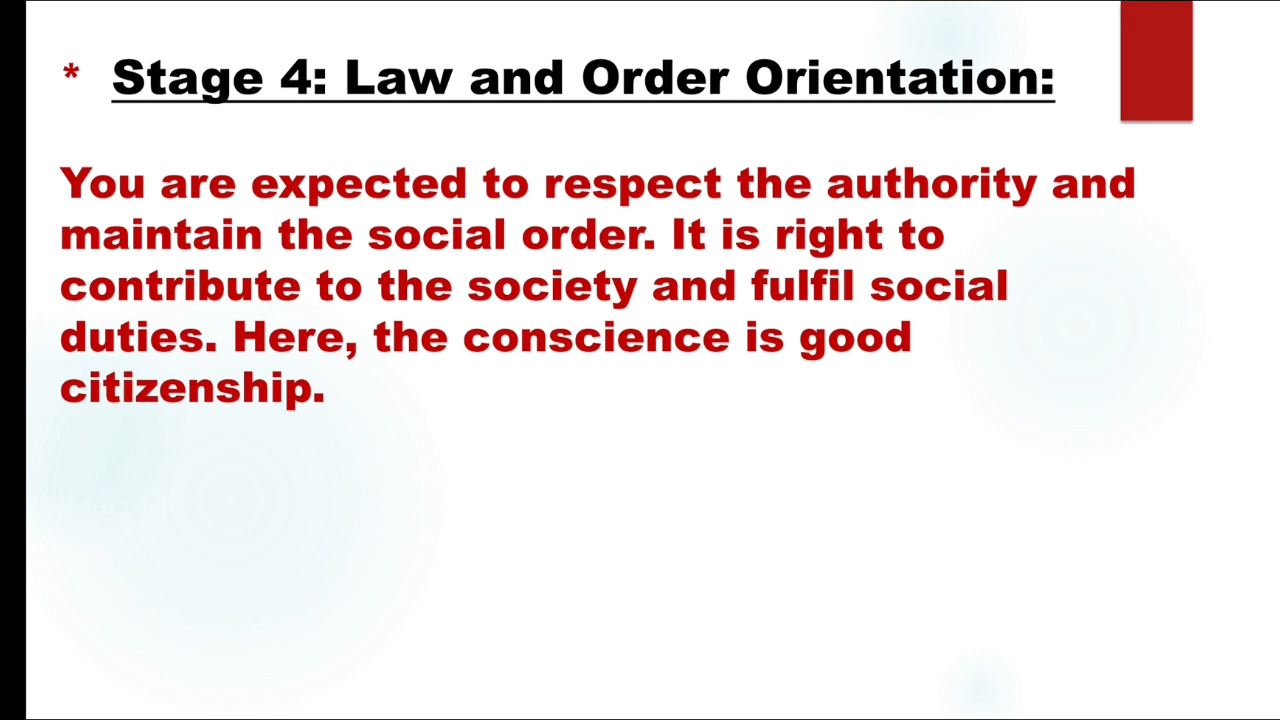 * Stage 4: Law and Order Orientation:
You are expected to respect the authority and
maintain the social order. It is right to
contribute to the society and fulfil social
duties. Here, the conscience is good
citizenship.